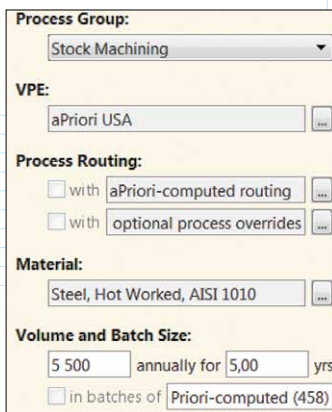 Process Group:
Stock Machining
VPE:
aPriori USA
...
Process Routing:
with aPriori-computed routing ...
with optional process overrides ...
Material:
Steel, Hot Worked, AISI 1010 ...
Volume and Batch Size:
5 500 annually for 5,00 yrs
in batches of Priori-computed (458)